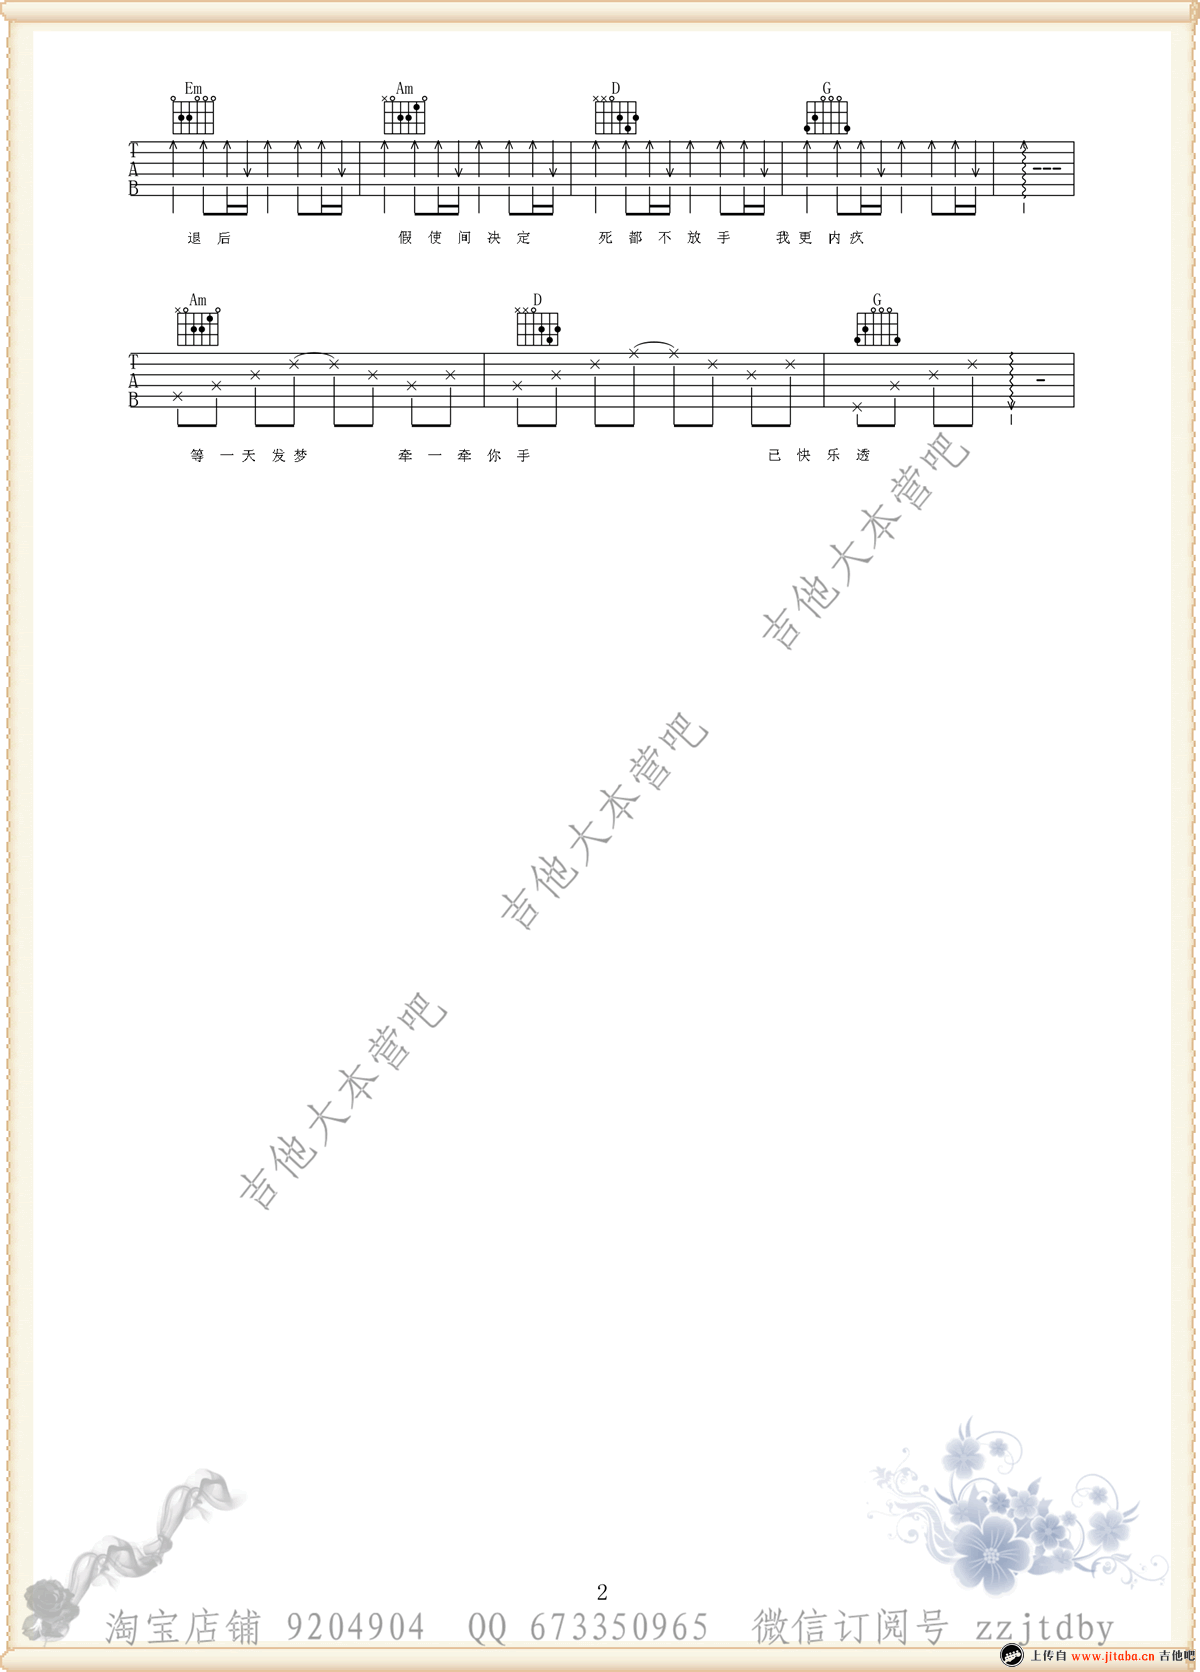 Em Am D G
T
A
B
退后 假使间决定 死都不放手 我更内疚
Am D G
T
A
B
等一天发梦 牵一牵你手 已快乐透
吉他大本营吧
吉他大本营吧
吉他大本营吧
2
淘宝店铺 9204904 QQ 673350965 微信订阅号 zzjtdby
上传自 www.jitaba.cn 吉他吧